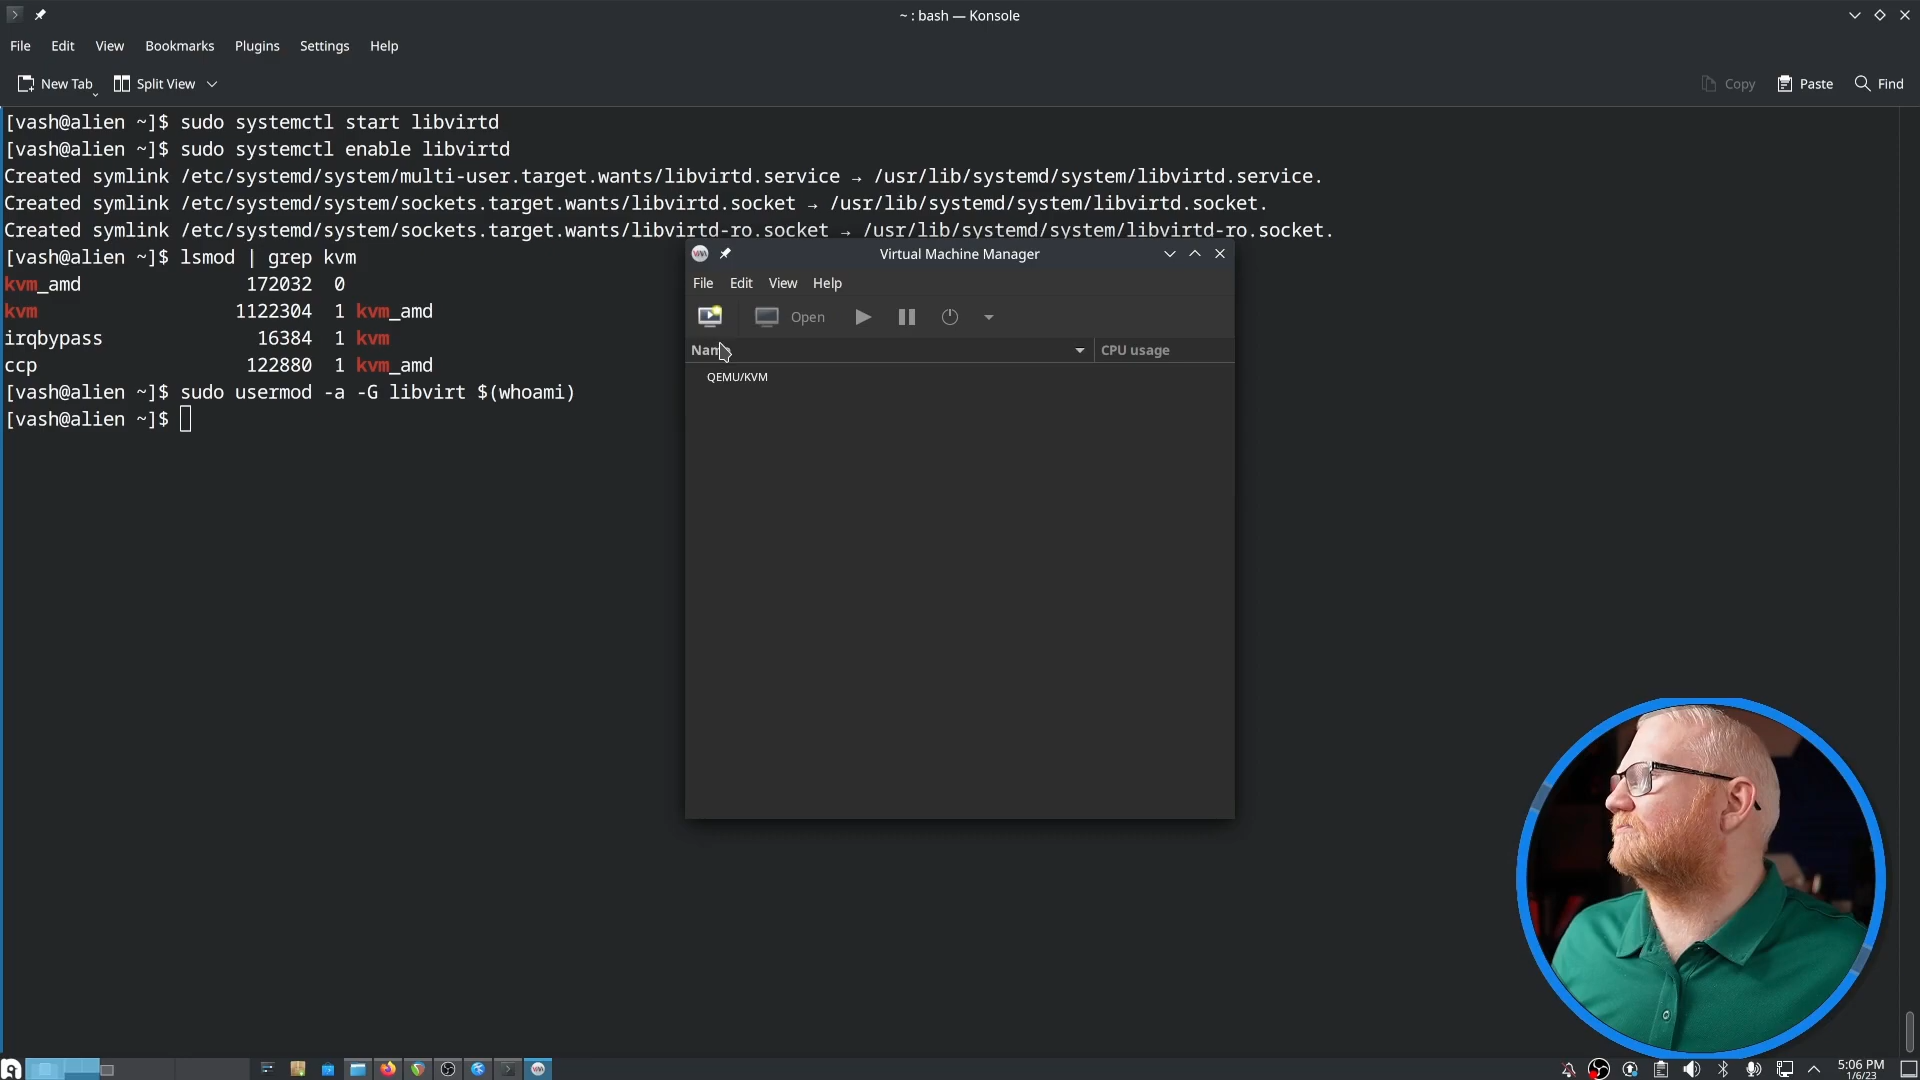 ~ : bash — Konsole
File Edit View Bookmarks Plugins Settings Help
New Tab Split View Copy Paste Find
[vash@alien ~]$ sudo systemctl start libvirtd
[vash@alien ~]$ sudo systemctl enable libvirtd
Created symlink /etc/systemd/system/multi-user.target.wants/libvirtd.service → /usr/lib/systemd/system/libvirtd.service.
Created symlink /etc/systemd/system/sockets.target.wants/libvirtd.socket → /usr/lib/systemd/system/libvirtd.socket.
Created symlink /etc/systemd/system/sockets.target.wants/libvirtd-ro.socket → /usr/lib/systemd/system/libvirtd-ro.socket.
[vash@alien ~]$ lsmod | grep kvm
kvm_amd 172032 0
kvm 1122304 1 kvm_amd
irqbypass 16384 1 kvm
ccp 122880 1 kvm_amd
[vash@alien ~]$ sudo usermod -a -G libvirt $(whoami)
[vash@alien ~]$
Virtual Machine Manager
File Edit View Help
Open
Name CPU usage
QEMU/KVM
5:06 PM
1/6/23